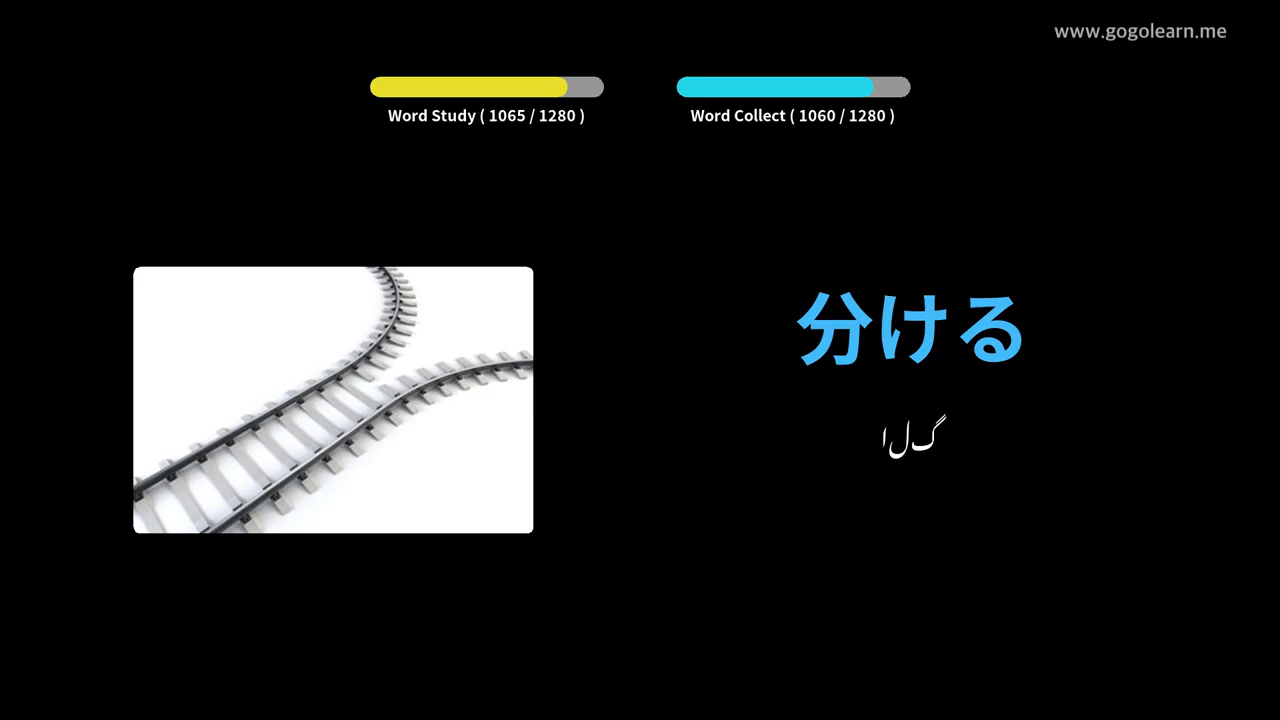 www.gogolearn.me
Word Study ( 1065 / 1280 )
Word Collect ( 1060 / 1280 )
分ける
الگ